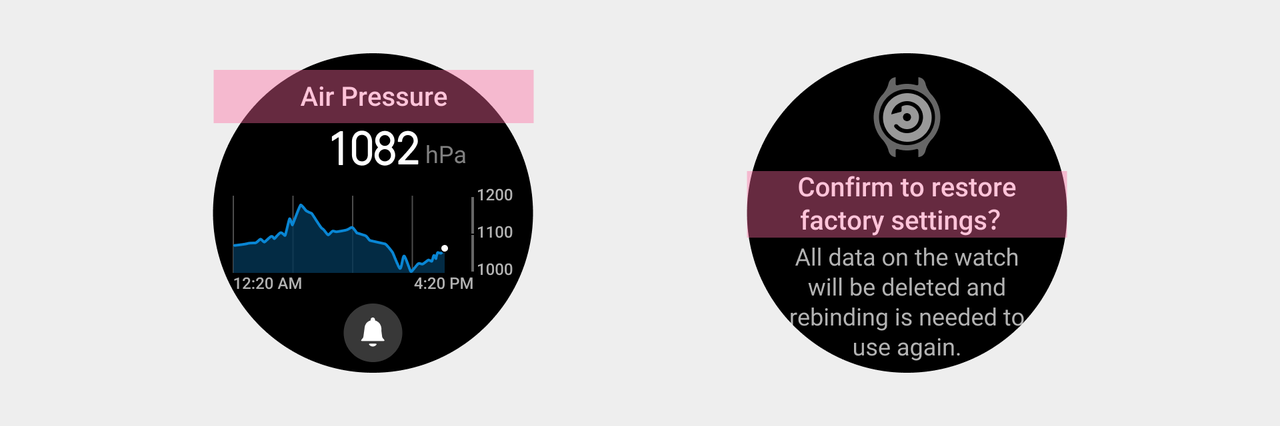 Air Pressure
1082 hPa
1200
1100
1000
12:20 AM
4:20 PM
Confirm to restore
factory settings?
All data on the watch
will be deleted and
rebinding is needed to
use again.